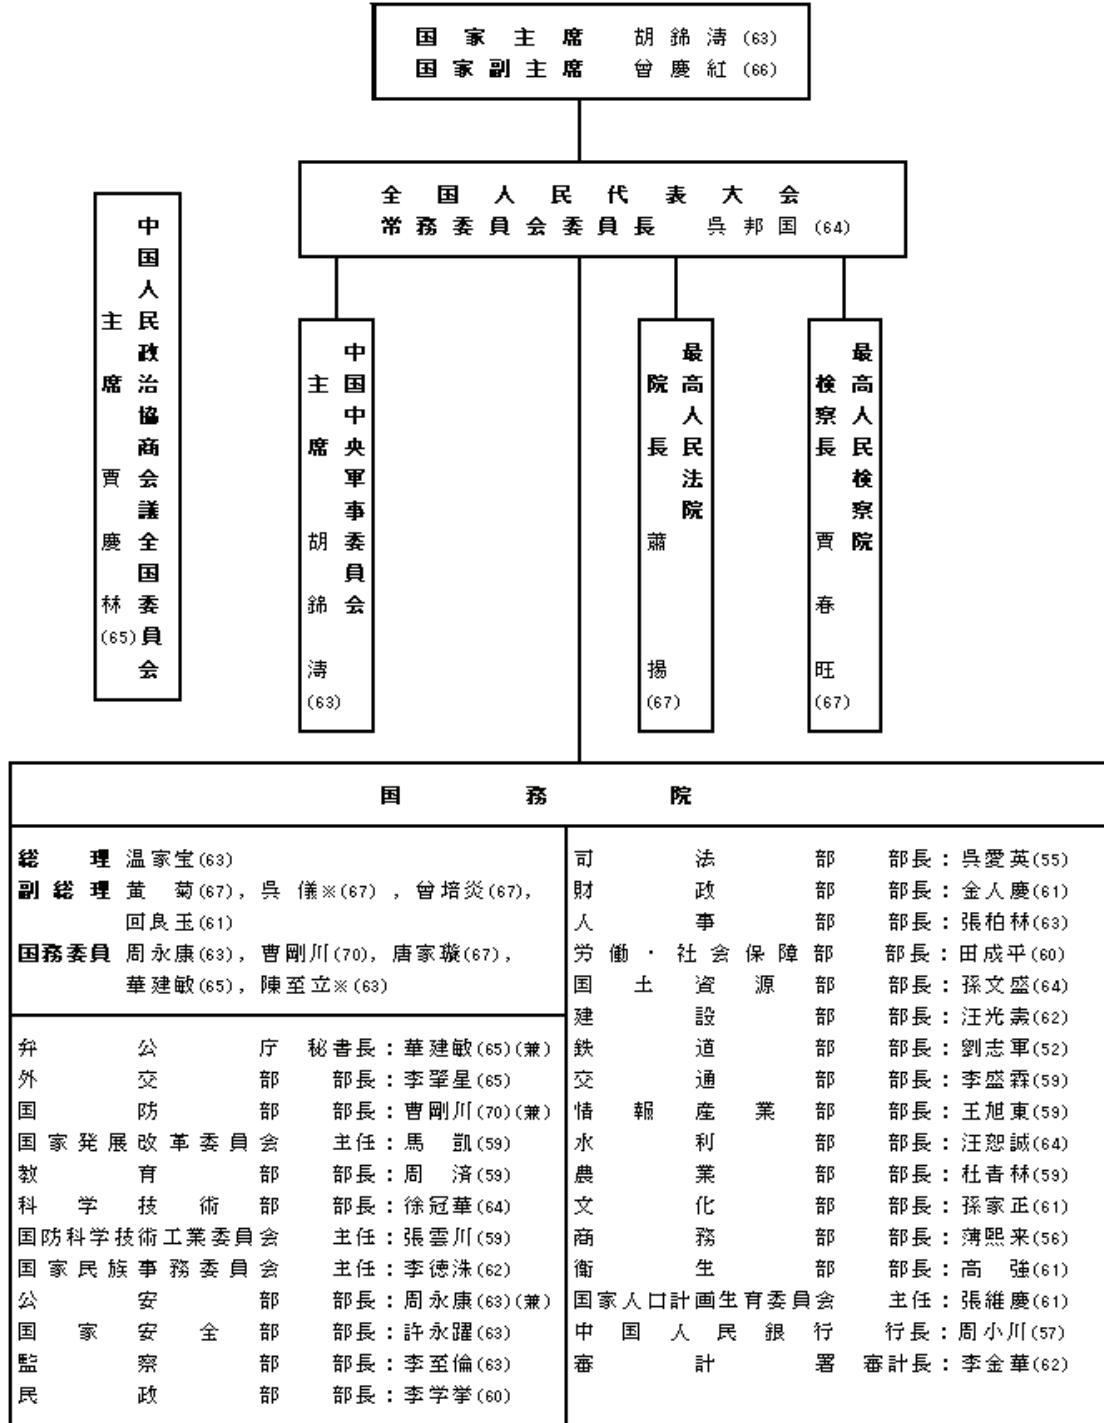 国家主席 胡錦濤(63)
国家副主席 曾慶紅(66)
全国人民代表大会
常務委員会委員長 呉邦国(64)
中国人民政治協商会議全国委員会
主席 賈慶林(65)
中国中央軍事委員会
主席 胡錦濤(63)
最高人民法院
院長 蕭揚(67)
最高人民検察院
検察長 賈春旺(67)
国務院
総理 温家宝(63)
副総理 黄菊(67), 呉儀※(67), 曾培炎(67),
回良玉(61)
国務委員 周永康(63), 曹剛川(70), 唐家璇(67),
華建敏(65), 陳至立※(63)
弁公庁 秘書長：華建敏(65)(兼)
外交部 部長：李肇星(65)
国防部 部長：曹剛川(70)(兼)
国家発展改革委員会 主任：馬凱(59)
教育部 部長：周済(59)
科学技術部 部長：徐冠華(64)
国防科学技術工業委員会 主任：張雲川(59)
国家民族事務委員会 主任：李徳洙(62)
公安部 部長：周永康(63)(兼)
国家安全部 部長：許永躍(63)
監察部 部長：李至倫(63)
民政部 部長：李学挙(60)
司法部 部長：呉愛英(55)
財政部 部長：金人慶(61)
人事部 部長：張柏林(63)
労働・社会保障部 部長：田成平(60)
国土資源部 部長：孫文盛(64)
建設部 部長：汪光燾(62)
鉄道部 部長：劉志軍(52)
交通部 部長：李盛霖(59)
情報産業部 部長：王旭東(59)
水利部 部長：汪恕誠(64)
農業部 部長：杜青林(59)
文化部 部長：孫家正(61)
商務部 部長：薄熙来(56)
衛生部 部長：高強(61)
国家人口計画生育委員会 主任：張維慶(61)
中国人民銀行 行長：周小川(57)
審計署 審計長：李金華(62)